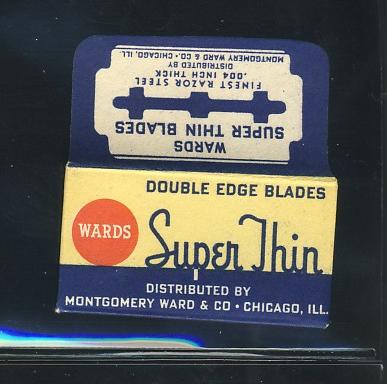 WARDS
SUPER THIN BLADES
FINEST RAZOR STEEL
.004 INCH THICK
DISTRIBUTED BY
MONTGOMERY WARD & CO • CHICAGO, ILL.
DOUBLE EDGE BLADES
WARDS
Super Thin
DISTRIBUTED BY
MONTGOMERY WARD & CO • CHICAGO, ILL.